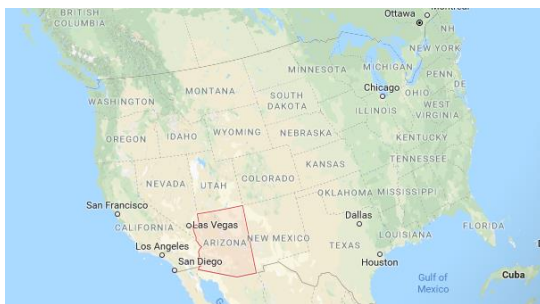 BRITISH
COLUMBIA
Ottawa
Montreal
NH
NEW YORK
MINNESOTA
MICHIGAN
PENN
DE
MONTANA
SOUTH
DAKOTA
Chicago
OHIO
WEST
VIRGINIA
ILLINOIS
WASHINGTON
OREGON
IDAHO
WYOMING
NEBRASKA
KENTUCKY
TENNESSEE
KANSAS
NEVADA
UTAH
COLORADO
OKLAHOMA
MISSISSIPPI
San Francisco
CALIFORNIA
Las Vegas
ARIZONA
NEW MEXICO
Dallas
TEXAS
LOUISIANA
FLORIDA
Los Angeles
San Diego
Houston
Gulf of
Mexico
Cuba